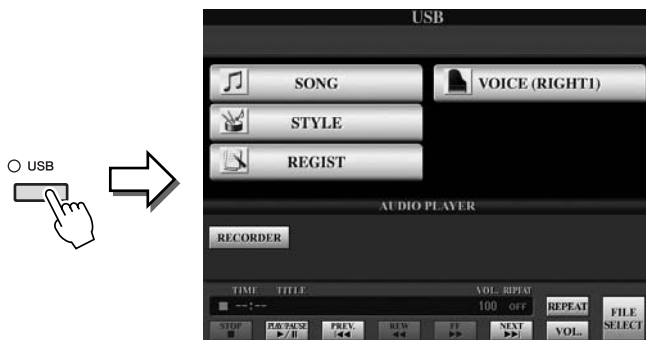 USB
USB
SONG
VOICE (RIGHT1)
STYLE
REGIST
AUDIO PLAYER
RECORDER
TIME TITLE VOL. REPEAT
--:-- 100 OFF
REPEAT
FILE SELECT
STOP
PLAY/PAUSE
PREV.
REW
FF
NEXT
VOL.